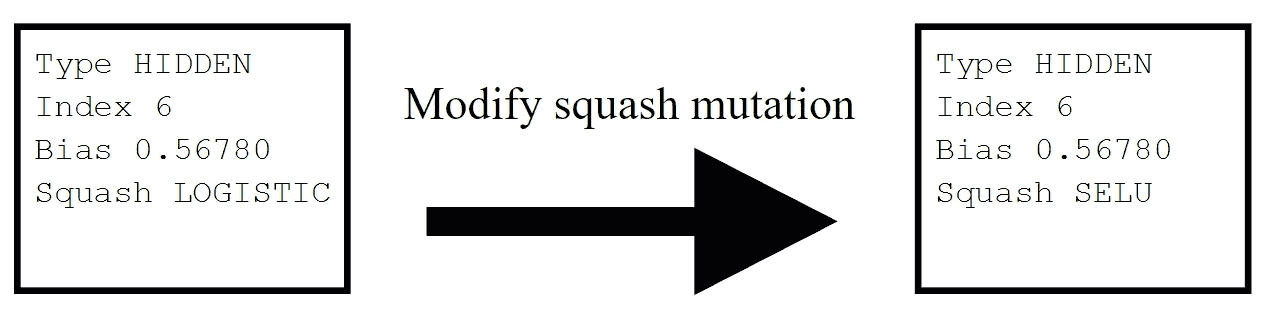 Type HIDDEN
Index 6
Bias 0.56780
Squash LOGISTIC
Modify squash mutation
Type HIDDEN
Index 6
Bias 0.56780
Squash SELU